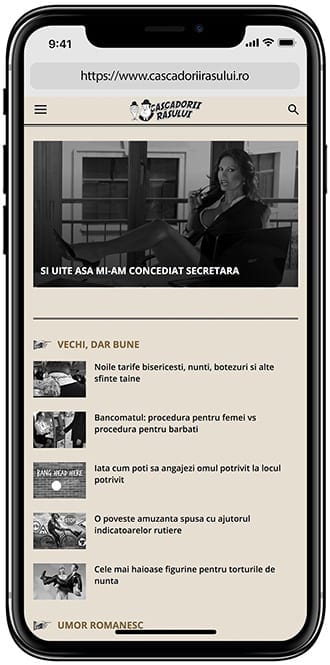 9:41
https://www.cascadoriirasului.ro
CASCADORII
RASULUI
SI UITE ASA MI-AM CONCEDIAT SECRETARA
VECHI, DAR BUNE
Noile tarife bisericesti, nunti, botezuri si alte
sfinte taine
Bancomatul: procedura pentru femei vs
procedura pentru barbati
BANG HEAD HERE
Iata cum poti sa angajezi omul potrivit la locul
potrivit
O poveste amuzanta spusa cu ajutorul
indicatoarelor rutiere
Cele mai haioase figurine pentru torturile de
nunta
UMOR ROMANESC